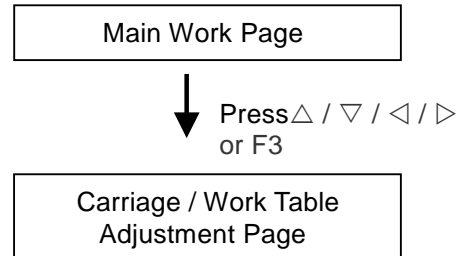 Main Work Page
Press△ / ▽ / ◁ / ▷
or F3
Carriage / Work Table
Adjustment Page